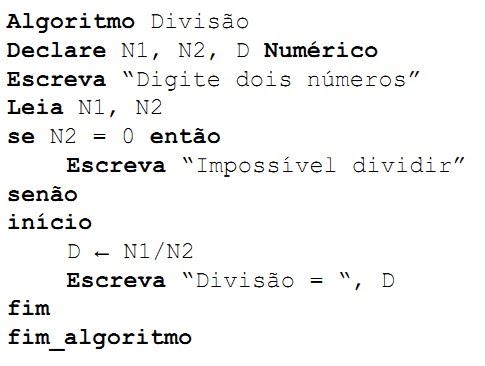 Algoritmo Divisão
Declare N1, N2, D Numérico
Escreva “Digite dois números”
Leia N1, N2
se N2 = 0 então
Escreva “Impossível dividir”
senão
início
D ← N1/N2
Escreva “Divisão = “, D
fim
fim_algoritmo